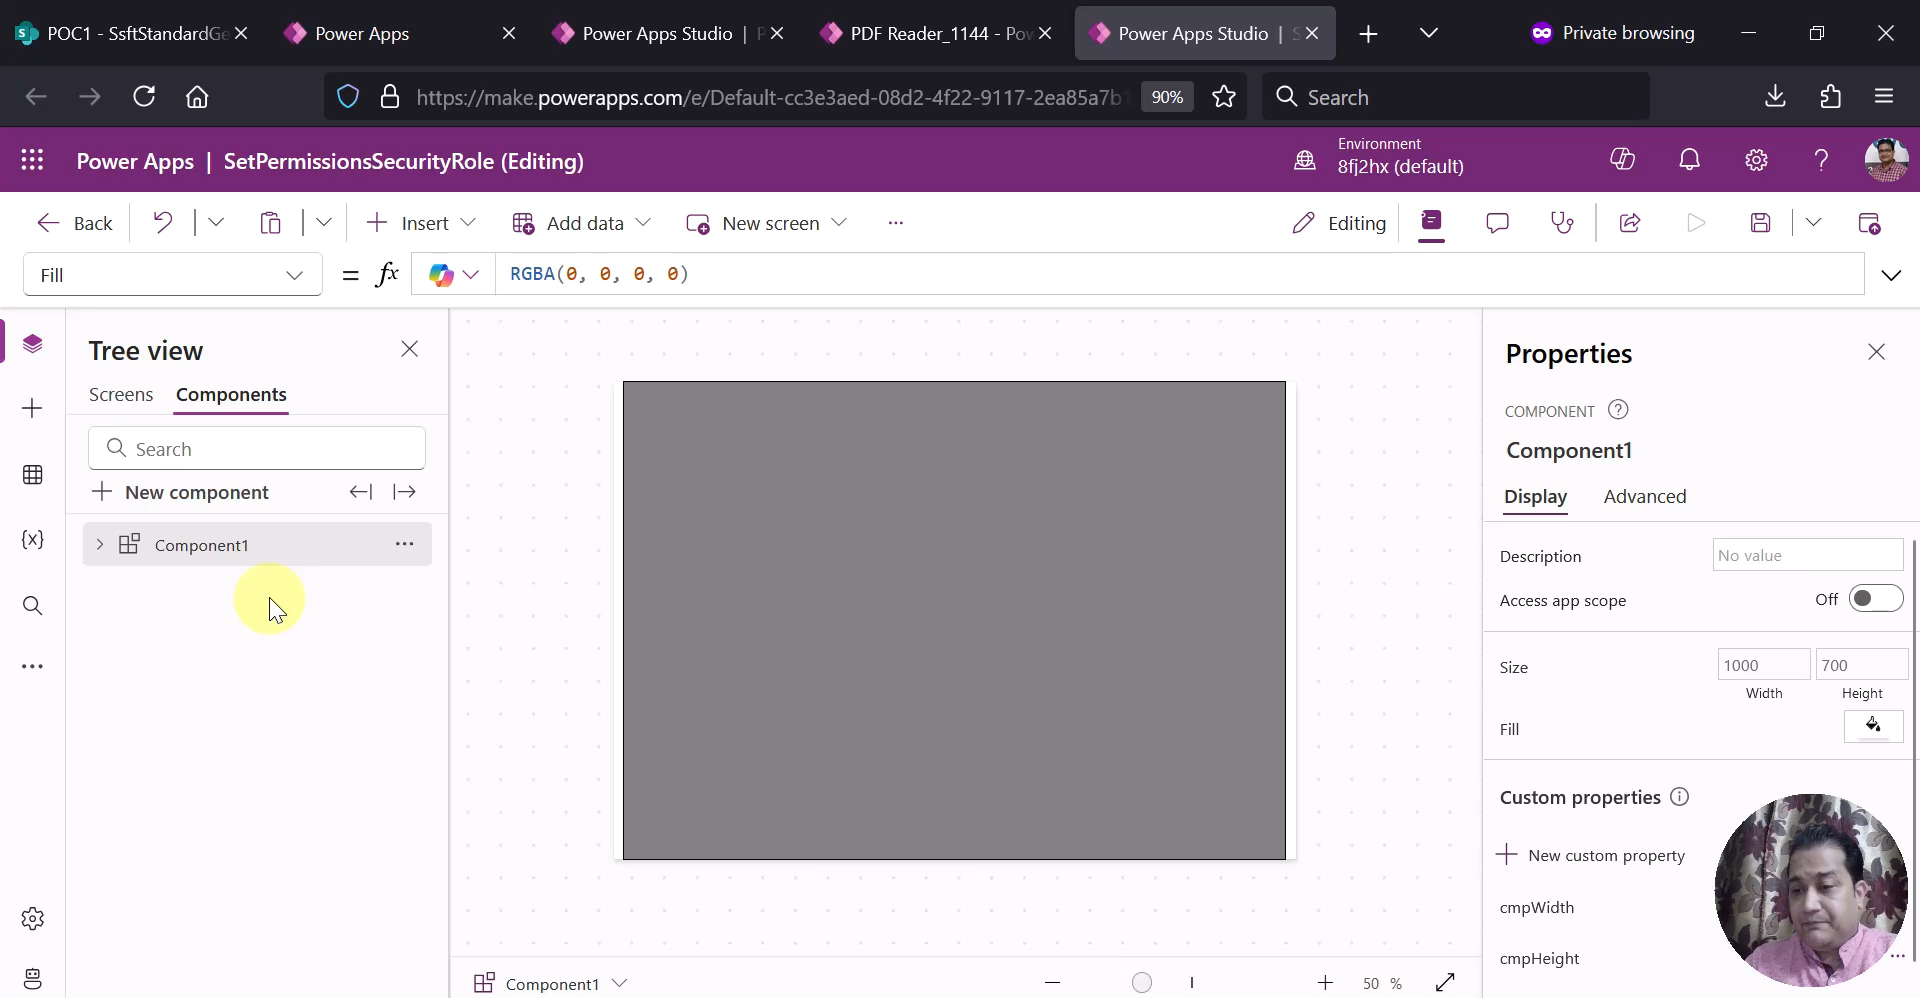 POC1 - SsftStandardGe
Power Apps
Power Apps Studio | P
PDF Reader_1144 - Pow
Power Apps Studio | S
Private browsing
https://make.powerapps.com/e/Default-cc3e3aed-08d2-4f22-9117-2ea85a7b1
90%
Search
Power Apps | SetPermissionsSecurityRole (Editing)
Environment
8fj2hx (default)
Back
Insert
Add data
New screen
Editing
Fill
= fx
RGBA(0, 0, 0, 0)
Tree view
Screens
Components
Search
New component
Component1
Properties
COMPONENT
Component1
Display
Advanced
Description
No value
Access app scope
Off
Size
1000
700
Width
Height
Fill
Custom properties
New custom property
cmpWidth
cmpHeight
Component1
50 %